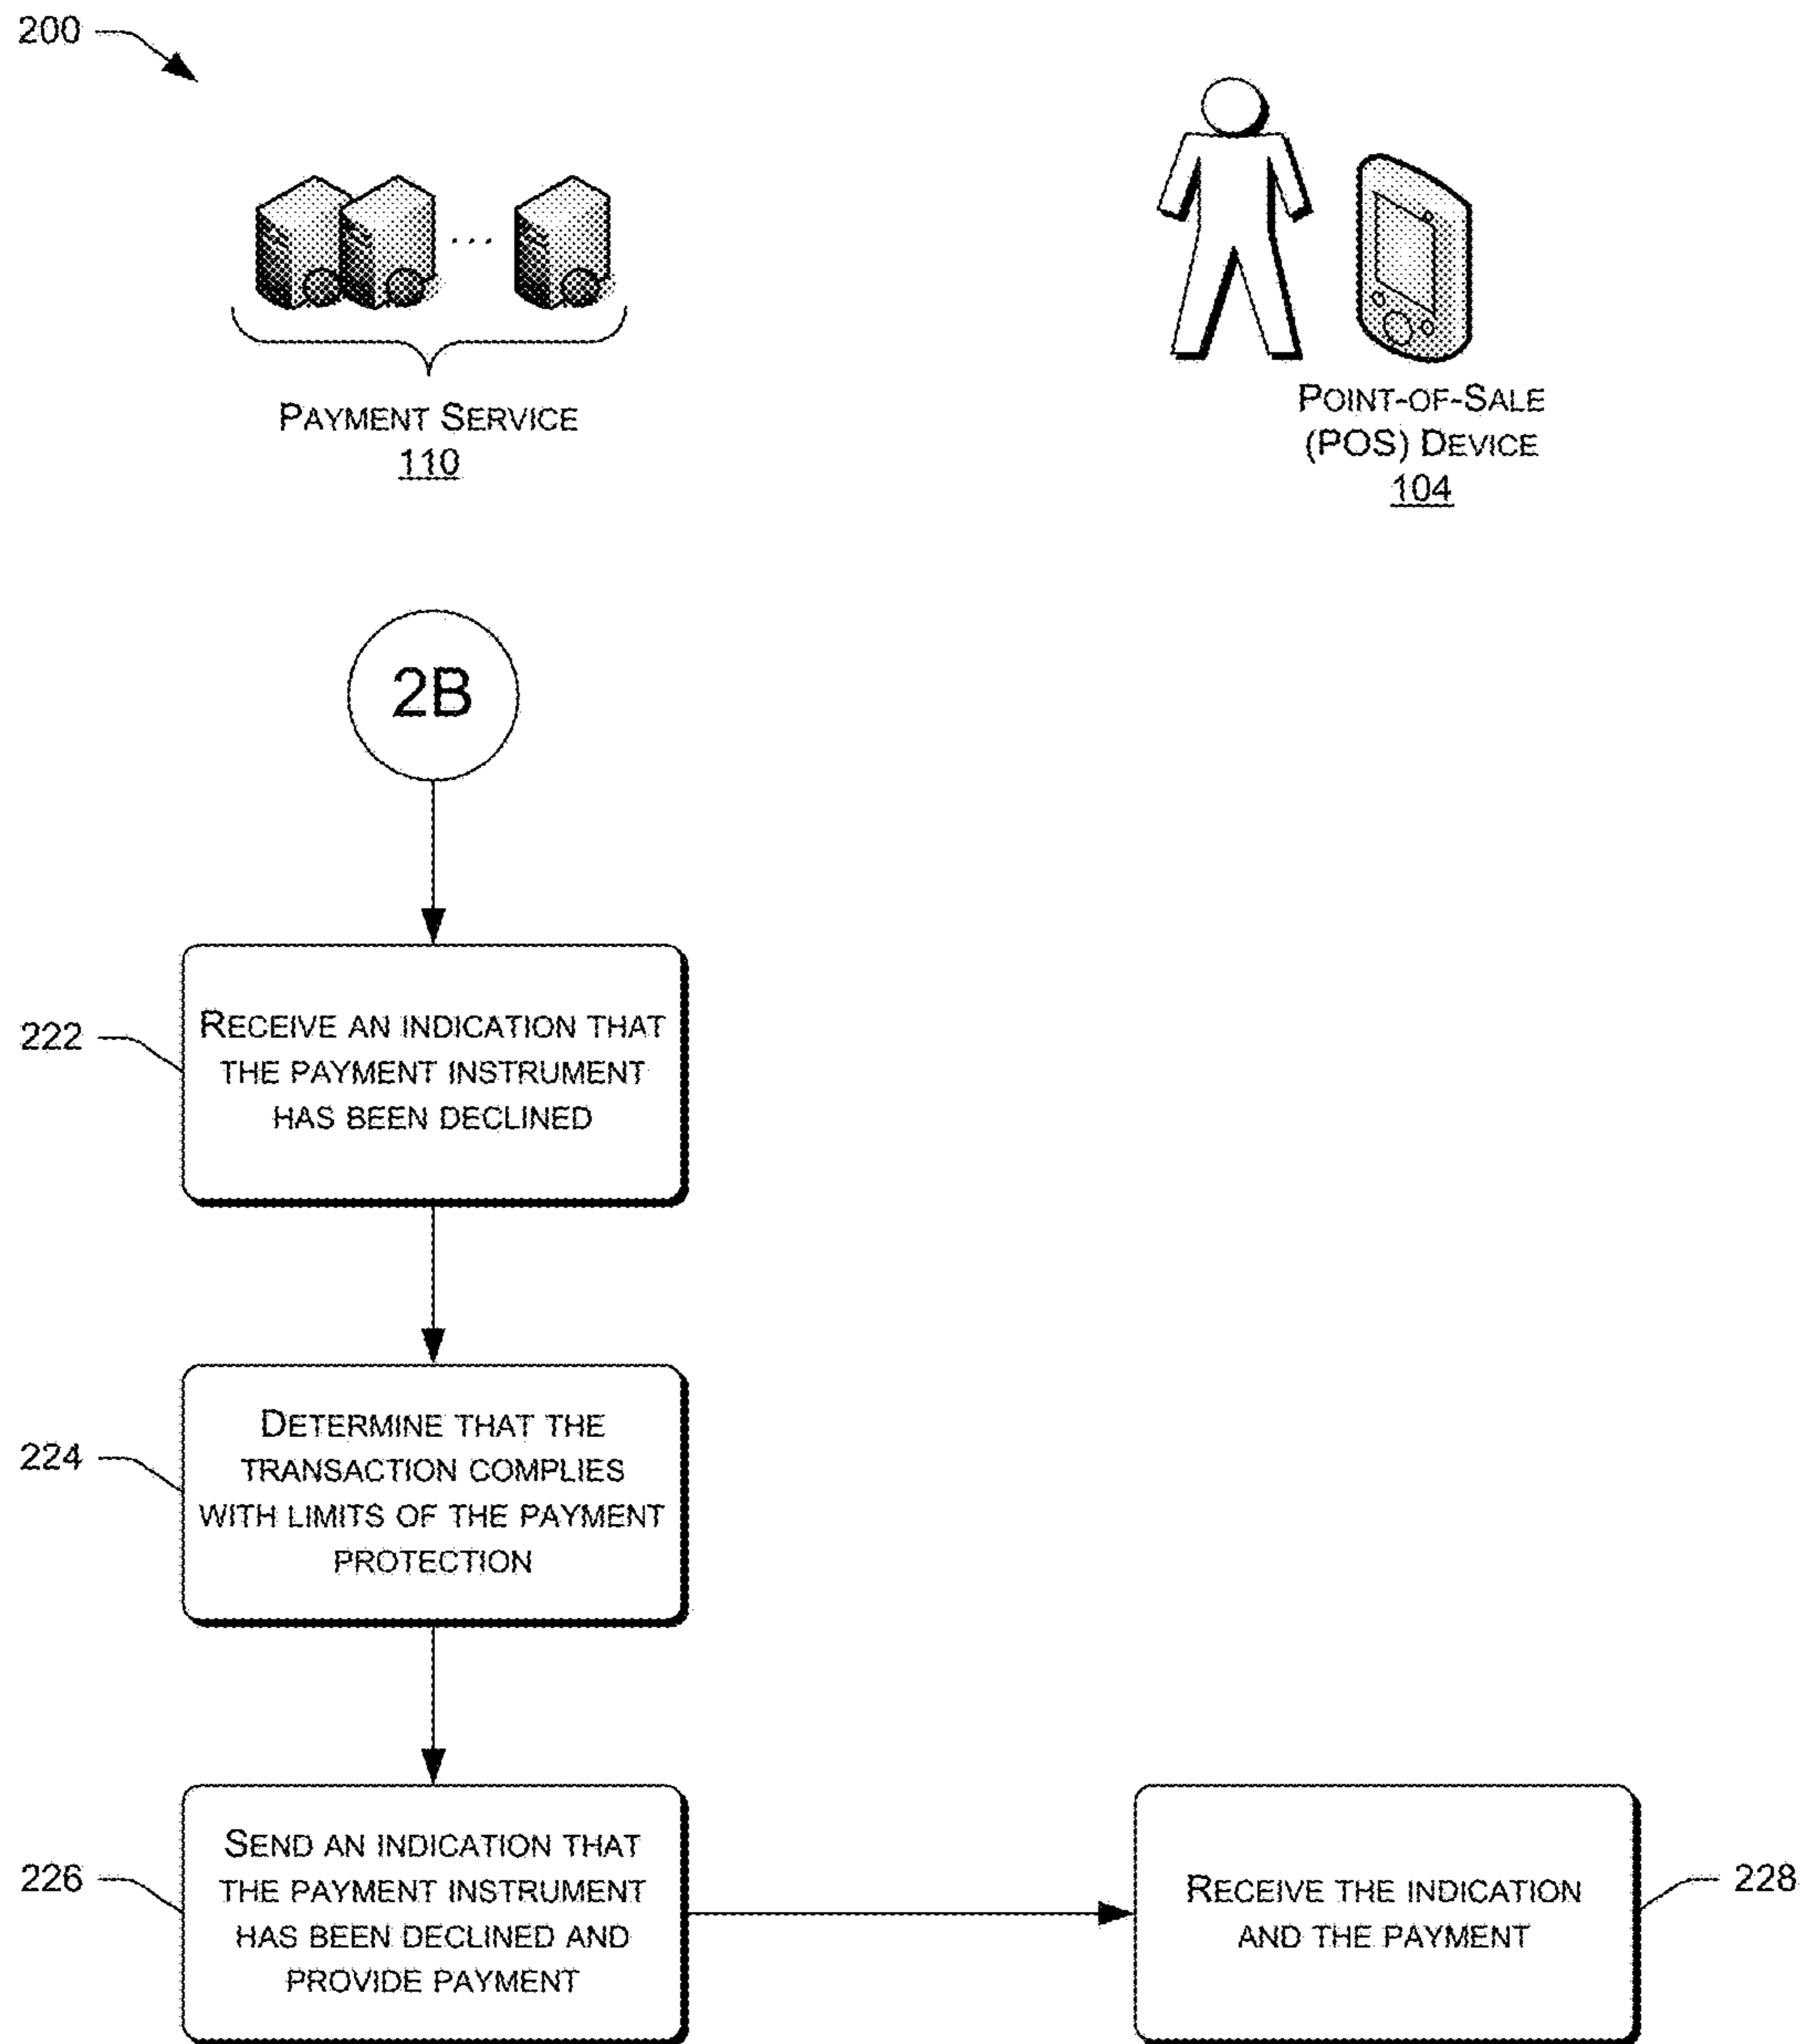 200
PAYMENT SERVICE
110
POINT-OF-SALE
(POS) DEVICE
104
2B
222
RECEIVE AN INDICATION THAT
THE PAYMENT INSTRUMENT
HAS BEEN DECLINED
224
DETERMINE THAT THE
TRANSACTION COMPLIES
WITH LIMITS OF THE PAYMENT
PROTECTION
226
SEND AN INDICATION THAT
THE PAYMENT INSTRUMENT
HAS BEEN DECLINED AND
PROVIDE PAYMENT
RECEIVE THE INDICATION
AND THE PAYMENT
228